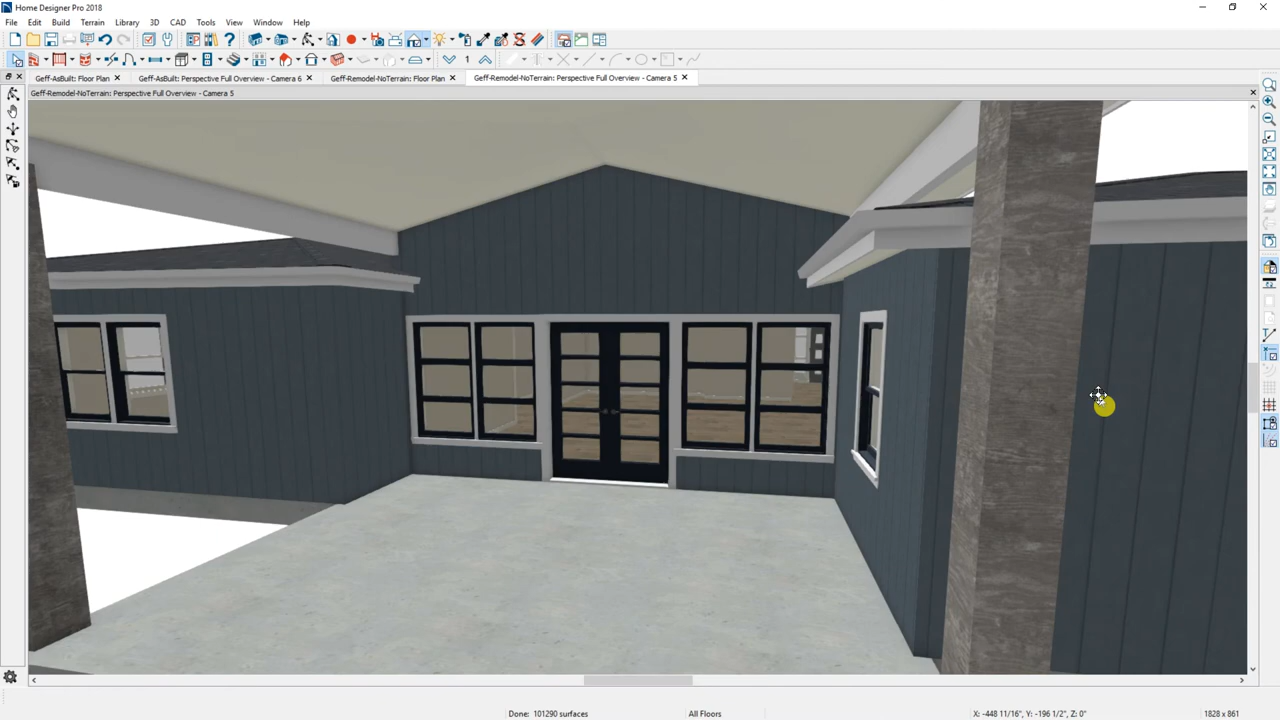 Home Designer Pro 2018
File Edit Build Terrain Library 3D CAD Tools View Window Help
1
Geff-AsBuilt: Floor Plan Geff-AsBuilt: Perspective Full Overview - Camera 6 Geff-Remodel-NoTerrain: Floor Plan Geff-Remodel-NoTerrain: Perspective Full Overview - Camera 5
Geff-Remodel-NoTerrain: Perspective Full Overview - Camera 5
Done: 101290 surfaces All Floors X: -448 11/16", Y: -196 1/2", Z: 0" 1828 x 861